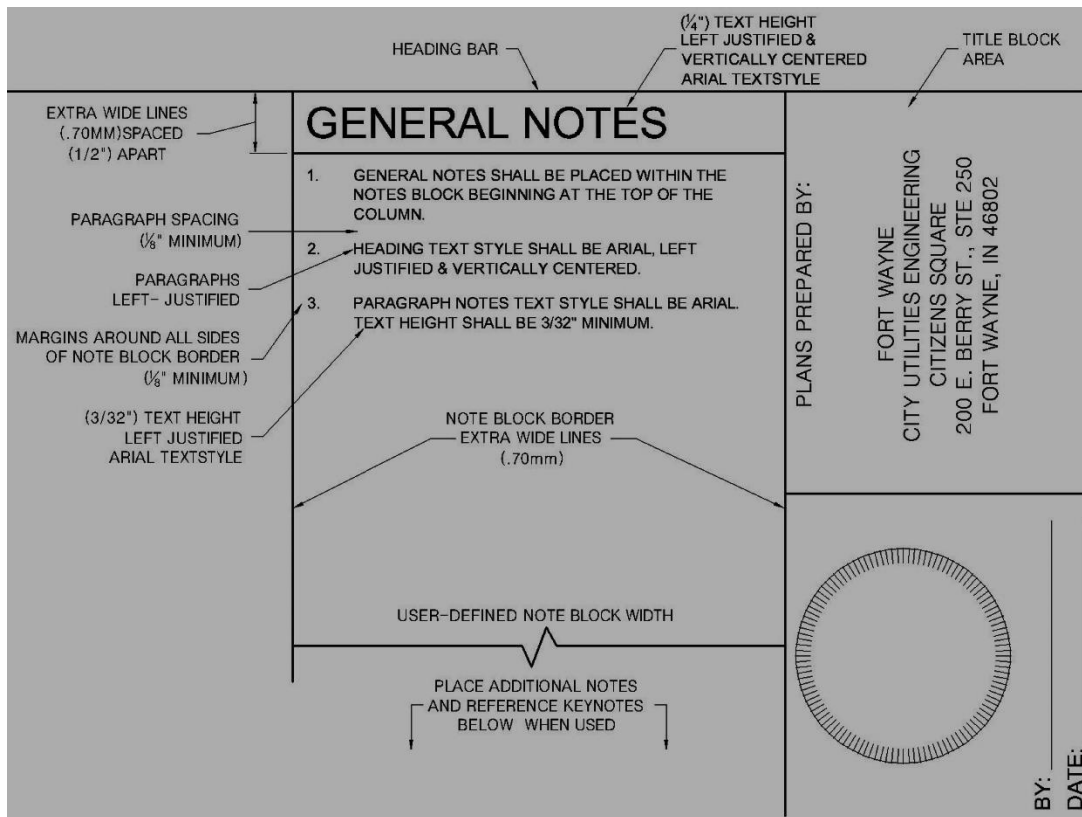 HEADING BAR
(1/4") TEXT HEIGHT
LEFT JUSTIFIED &
VERTICALLY CENTERED
ARIAL TEXTSTYLE
TITLE BLOCK
AREA
EXTRA WIDE LINES
(.70MM)SPACED
(1/2") APART
GENERAL NOTES
1. GENERAL NOTES SHALL BE PLACED WITHIN THE
NOTES BLOCK BEGINNING AT THE TOP OF THE
COLUMN.
2. HEADING TEXT STYLE SHALL BE ARIAL, LEFT
JUSTIFIED & VERTICALLY CENTERED.
3. PARAGRAPH NOTES TEXT STYLE SHALL BE ARIAL.
TEXT HEIGHT SHALL BE 3/32" MINIMUM.
PARAGRAPH SPACING
(1/8" MINIMUM)
PARAGRAPHS
LEFT- JUSTIFIED
MARGINS AROUND ALL SIDES
OF NOTE BLOCK BORDER
(1/8" MINIMUM)
(3/32") TEXT HEIGHT
LEFT JUSTIFIED
ARIAL TEXTSTYLE
NOTE BLOCK BORDER
EXTRA WIDE LINES
(.70mm)
USER-DEFINED NOTE BLOCK WIDTH
PLACE ADDITIONAL NOTES
AND REFERENCE KEYNOTES
BELOW WHEN USED
PLANS PREPARED BY:
FORT WAYNE
CITY UTILITIES ENGINEERING
CITIZENS SQUARE
200 E. BERRY ST., STE 250
FORT WAYNE, IN 46802
BY:
DATE: